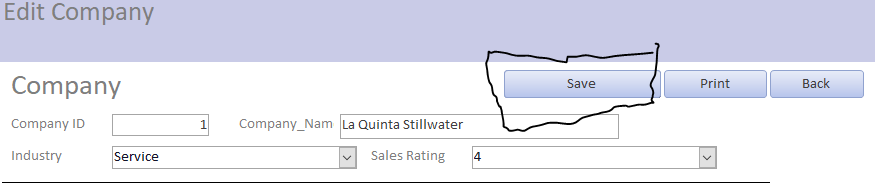 Edit Company
Company Save Print Back
Company ID 1 Company_Nam La Quinta Stillwater
Industry Service Sales Rating 4